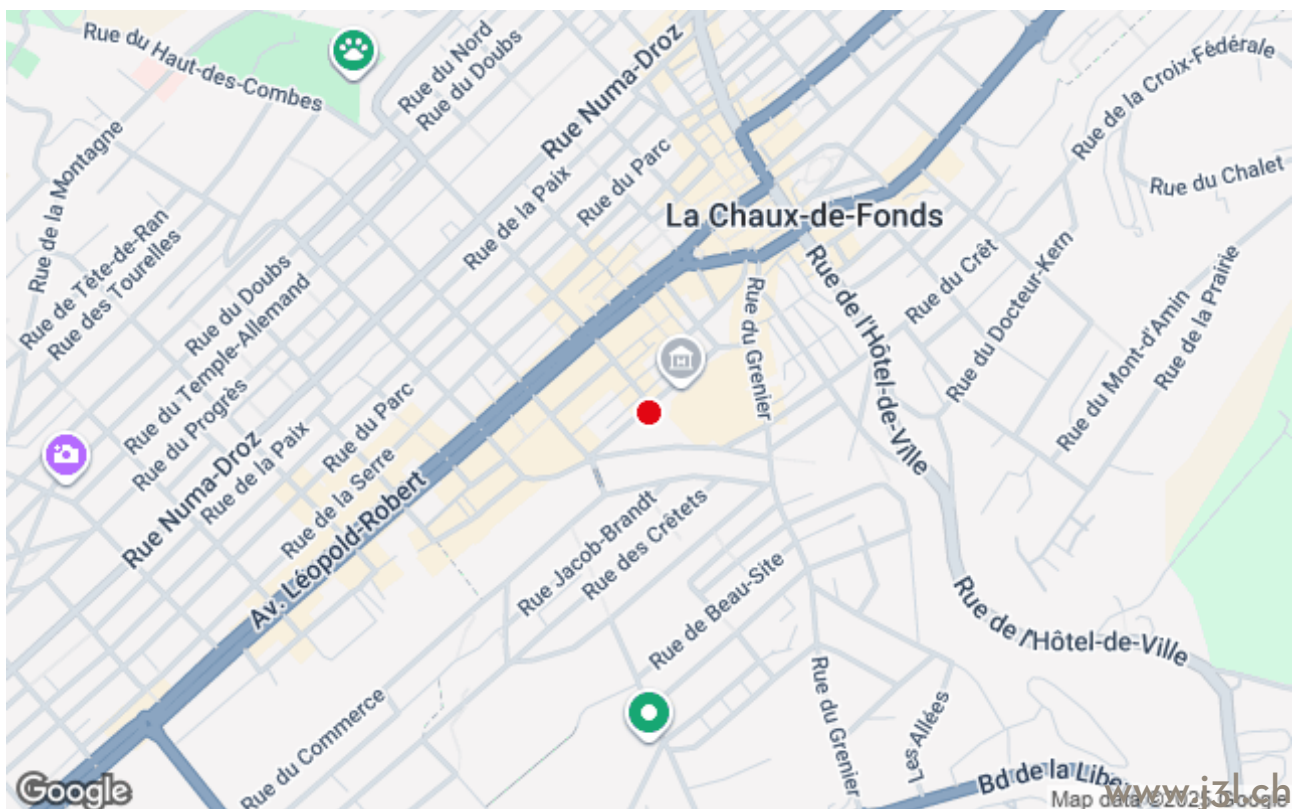 Rue du Haut-des-Combes
Rue du Nord
Rue du Doubs
Rue Numa-Droz
Rue de la Croix-Fédérale
Rue de la Montagne
Rue du Parc
Rue de la Paix
Rue du Chalet
La Chaux-de-Fonds
Rue de Tête-de-Ran
Rue des Tourelles
Rue du Doubs
Rue du Temple-Allemand
Rue du Progrès
Rue de la Paix
Rue Numa-Droz
Rue du Parc
Rue de la Serre
Av. Léopold-Robert
Rue du Grenier
Rue de l'Hôtel-de-Ville
Rue du Crêt
Rue du Docteur-Kern
Rue du Mont-d'Amin
Rue de la Prairie
Rue Jacob-Brandt
Rue des Crêtets
Rue de Beau-Site
Rue de l'Hôtel-de-Ville
Rue du Commerce
Rue du Grenier
Les Allées
Bd de la
Google
Map data ©2025 Google
www.j3l.ch